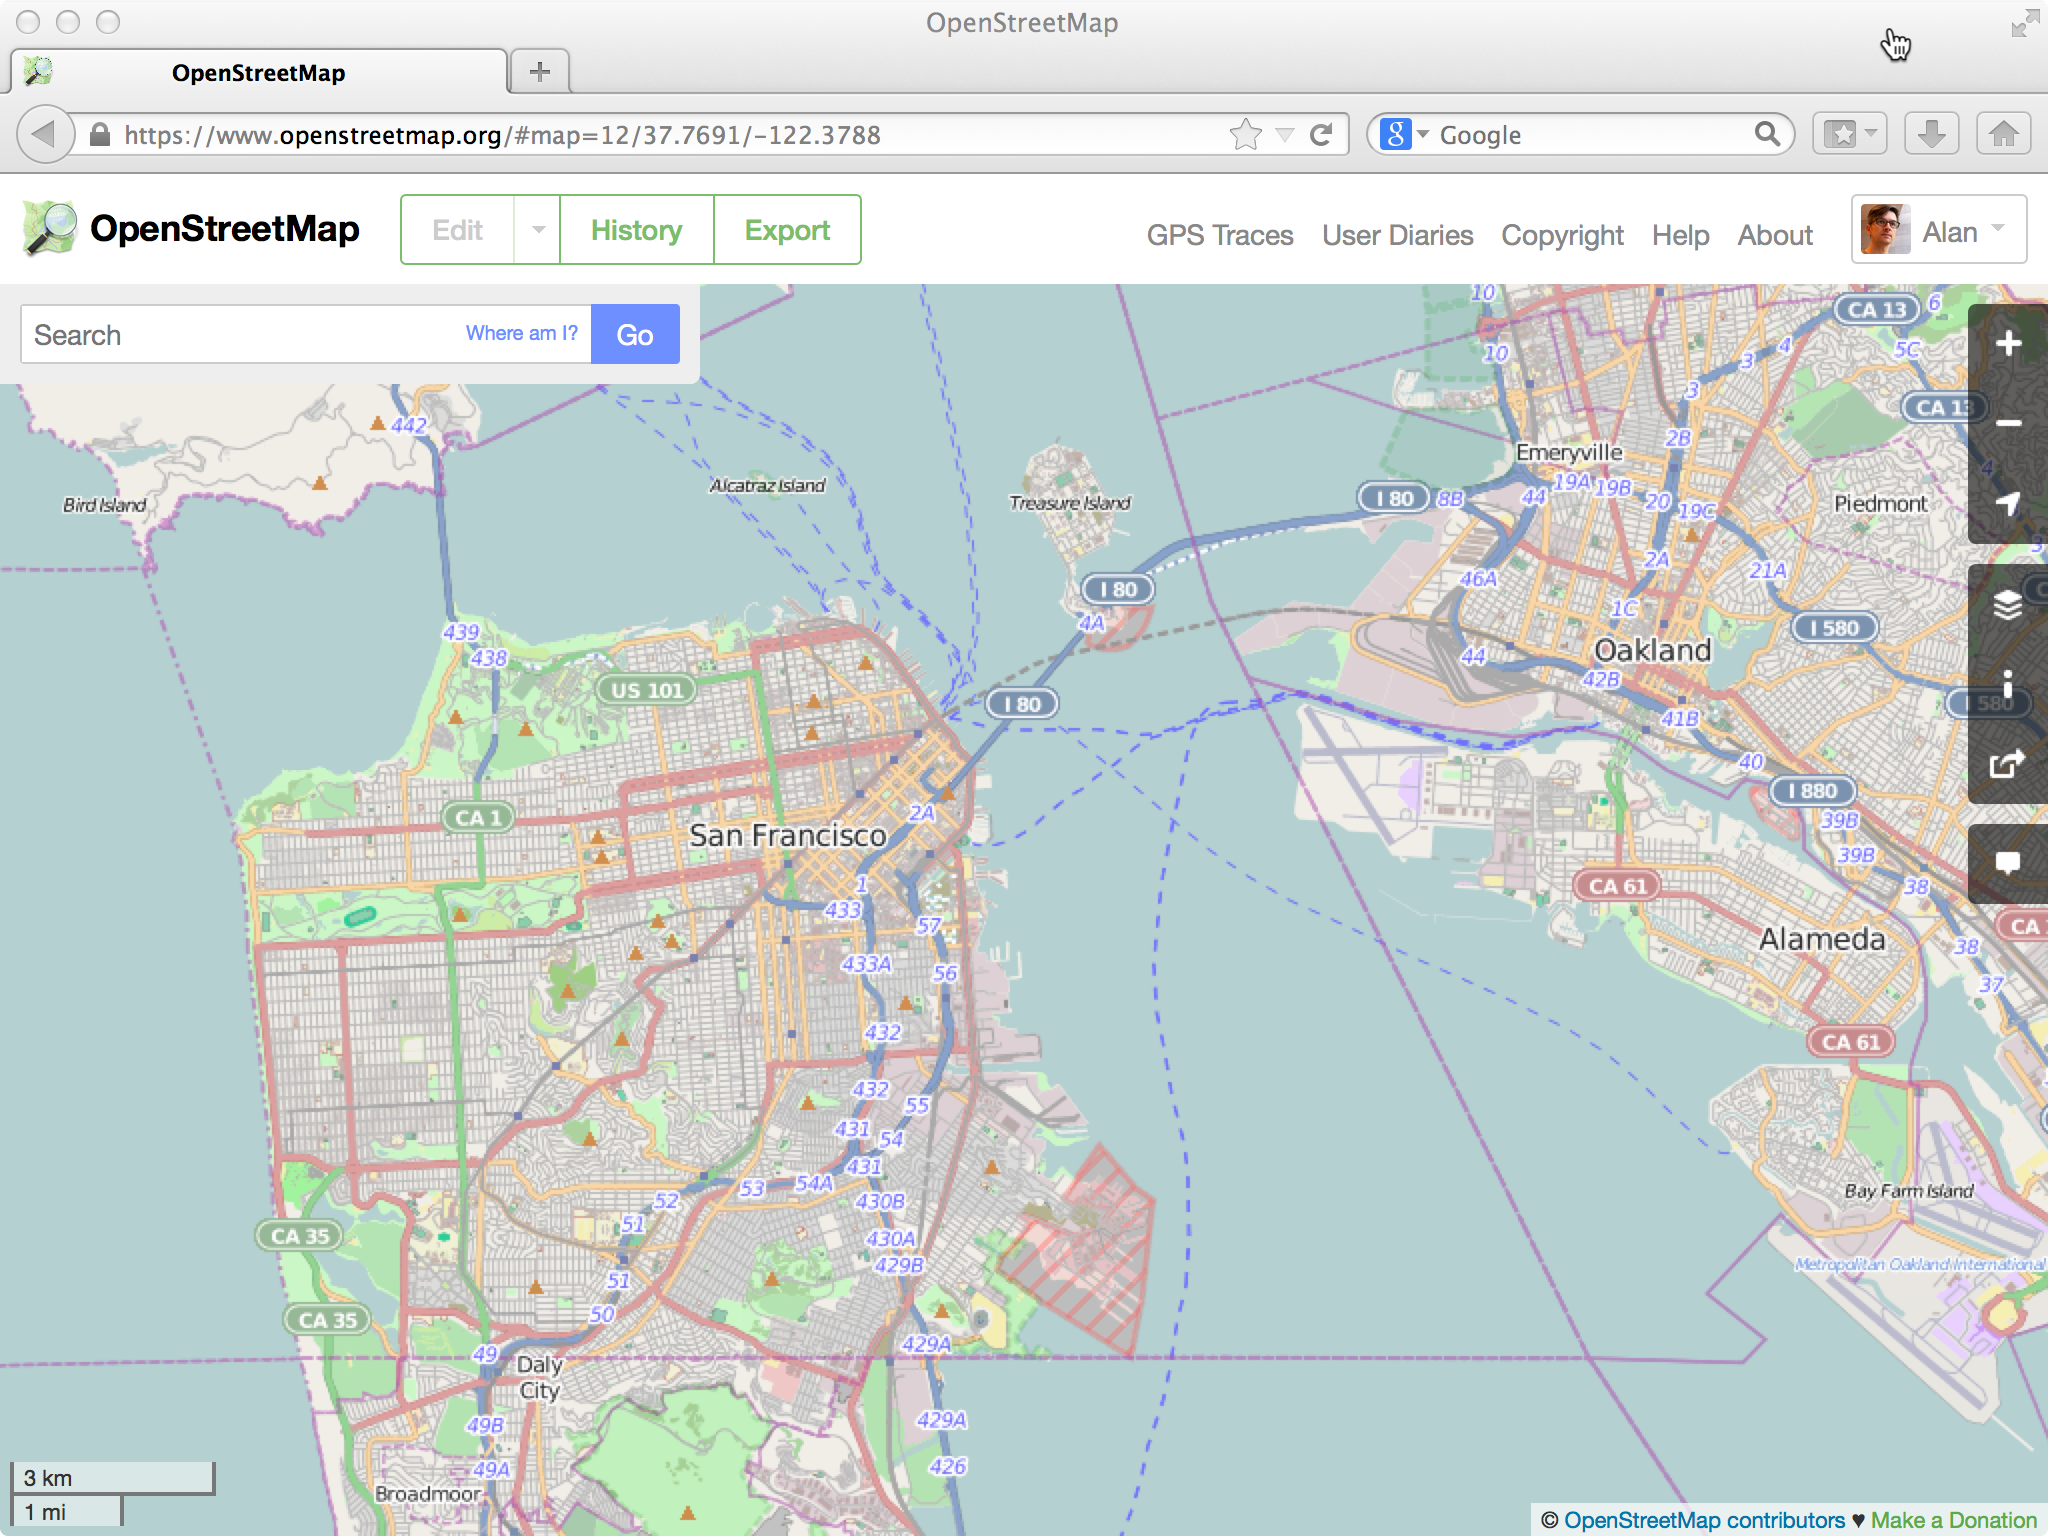 OpenStreetMap
OpenStreetMap
https://www.openstreetmap.org/#map=12/37.7691/-122.3788
Google
OpenStreetMap
Edit
History
Export
GPS Traces
User Diaries
Copyright
Help
About
Alan
Search
Where am I?
Go
10
CA 13
6
10
3
4
5C
3
CA 13
442
2B
Emeryville
4
Alcatraz Island
Treasure Island
Bird Island
I 80
8B
44
19A
19B
20
19C
Piedmont
3
2A
21A
46A
I 80
4A
1C
I 580
439
438
44
Oakland
42B
US 101
I 80
41B
I 580
40
I 880
CA 1
2A
San Francisco
39B
39B
1
433
CA 61
38
57
CA
Alameda
38
433A
56
37
432
CA 61
432
55
431
54
431
54A
53
52
430B
Bay Farm Island
51
CA 35
430A
429B
Metropolitan Oakland International
51
50
CA 35
429A
49
Daly
City
429A
49B
426
49A
3 km
Broadmoor
1 mi
© OpenStreetMap contributors ♥ Make a Donation